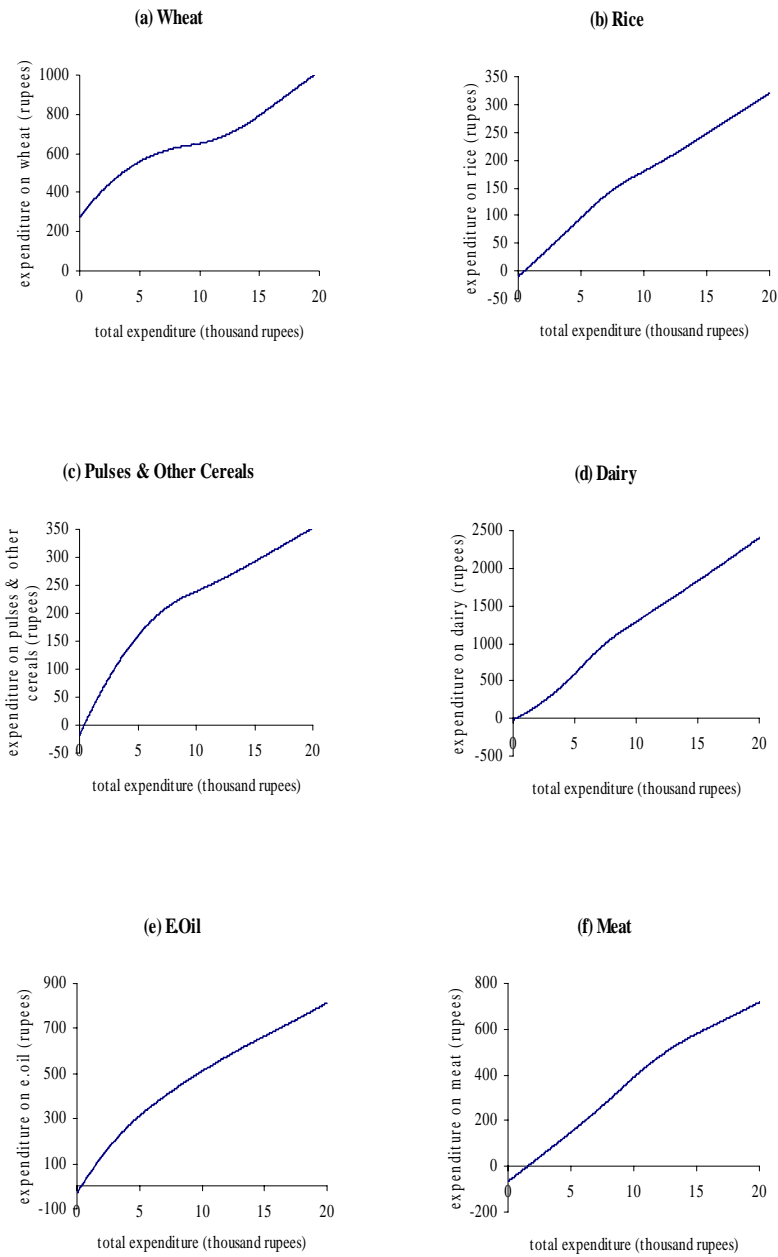 (a) Wheat
expenditure on wheat (rupees)
1000
800
600
400
200
0
0 5 10 15 20
total expenditure (thousand rupees)
(b) Rice
expenditure on rice (rupees)
350
300
250
200
150
100
50
0
-50
0 5 10 15 20
total expenditure (thousand rupees)
(c) Pulses & Other Cereals
expenditure on pulses & other
cereals (rupees)
350
300
250
200
150
100
50
0
-50
0 5 10 15 20
total expenditure (thousand rupees)
(d) Dairy
expenditure on dairy (rupees)
2500
2000
1500
1000
500
0
-500
0 5 10 15 20
total expenditure (thousand rupees)
(e) E.Oil
expenditure on e.oil (rupees)
900
700
500
300
100
-100
0 5 10 15 20
total expenditure (thousand rupees)
(f) Meat
expenditure on meat (rupees)
800
600
400
200
0
-200
0 5 10 15 20
total expenditure (thousand rupees)